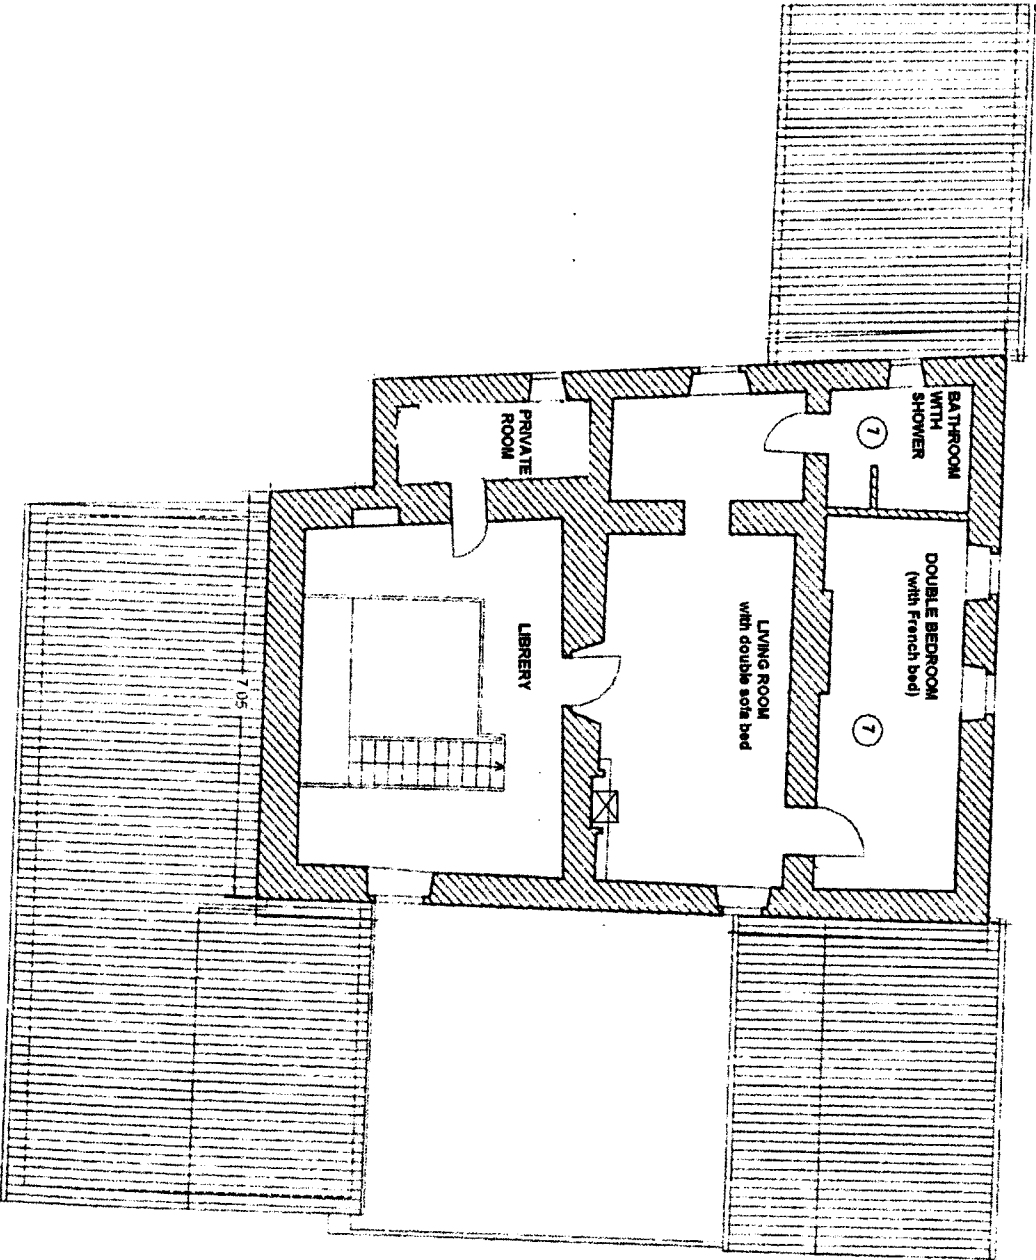 BATHROOM
WITH
SHOWER
7
DOUBLE BEDROOM
(with French bed)
7
LIVING ROOM
with double sofa bed
PRIVATE
ROOM
LIBRERY
7 05